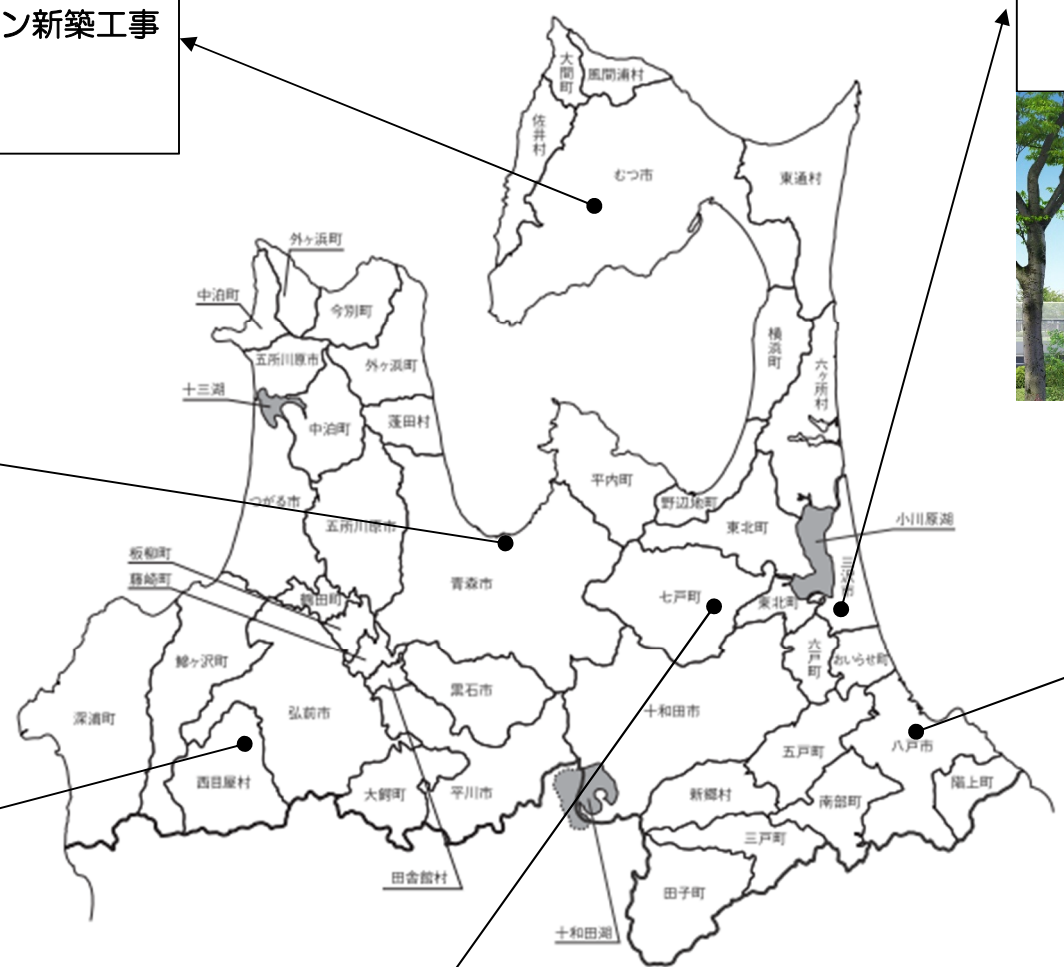 ン新築工事
大間町
風間浦村
佐井村
むつ市
東通村
外ヶ浜町
中泊町
今別町
横浜町
五所川原市
外ヶ浜町
六ヶ所村
十三湖
中泊町
蓬田村
平内町
つがる市
五所川原市
野辺地町
東北町
小川原湖
板柳町
藤崎町
青森市
三沢市
鶴田町
七戸町
東北町
鰺ヶ沢町
六戸町
おいらせ町
黒石市
深浦町
弘前市
十和田市
八戸市
五戸町
西目屋村
大鰐町
平川市
新郷村
南部町
階上町
三戸町
田舎館村
田子町
十和田湖